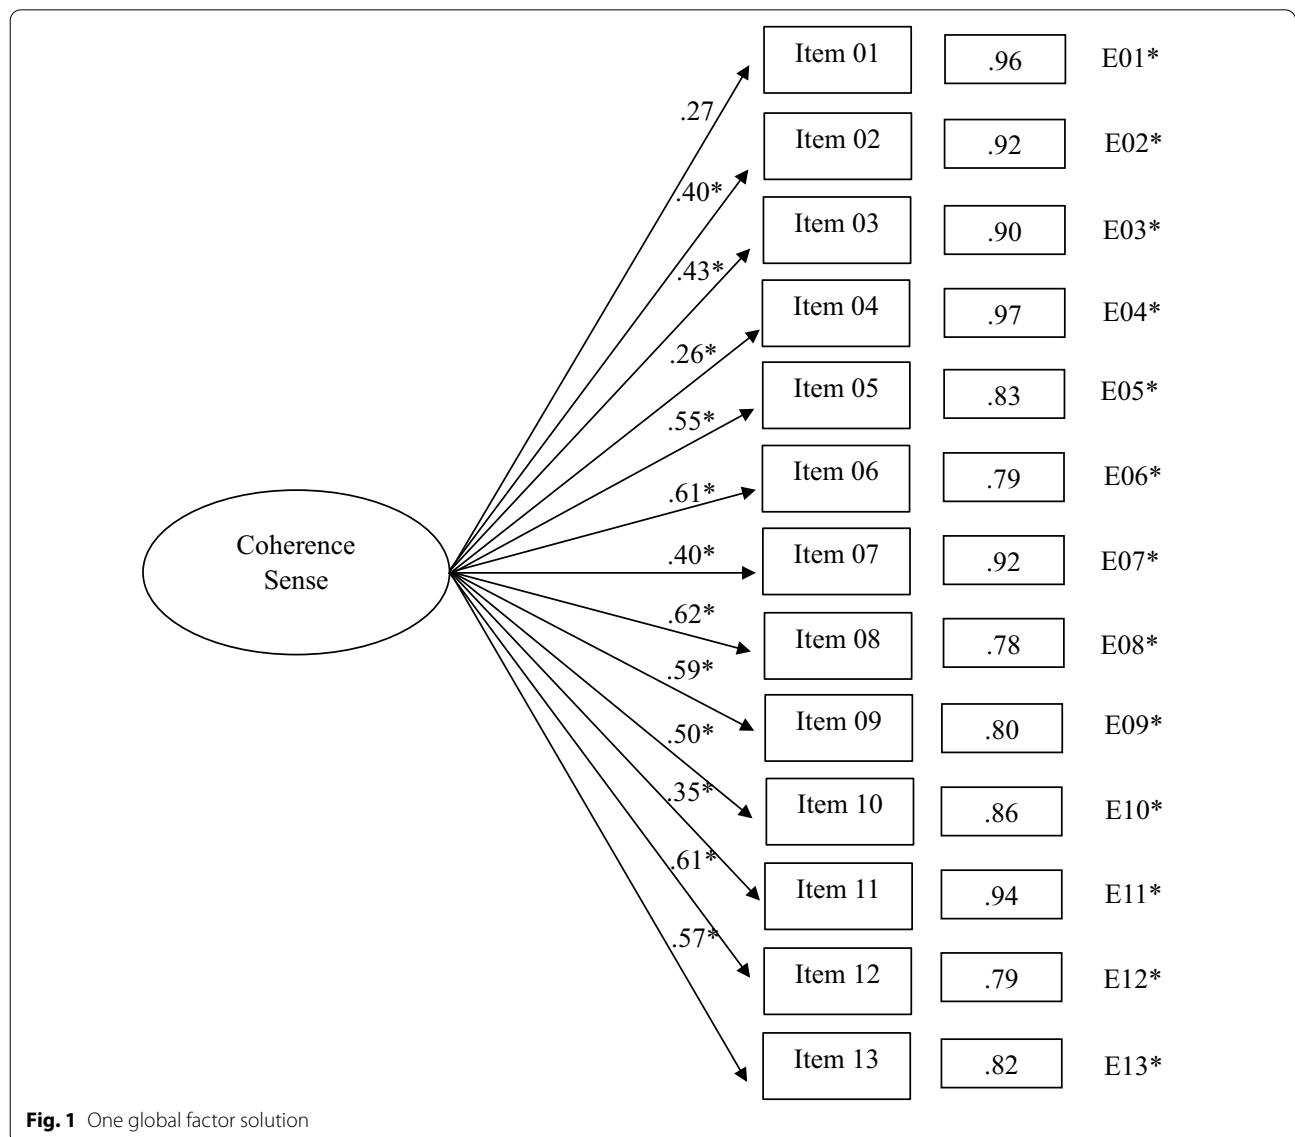 Item 01 .96 E01*
.27
Item 02 .92 E02*
.40*
Item 03 .90 E03*
.43*
Item 04 .97 E04*
.26*
Item 05 .83 E05*
.55*
Item 06 .79 E06*
.61*
Coherence
Sense
Item 07 .92 E07*
.40*
Item 08 .78 E08*
.62*
Item 09 .80 E09*
.59*
Item 10 .86 E10*
.50*
Item 11 .94 E11*
.35*
Item 12 .79 E12*
.61*
Item 13 .82 E13*
.57*
Fig. 1 One global factor solution